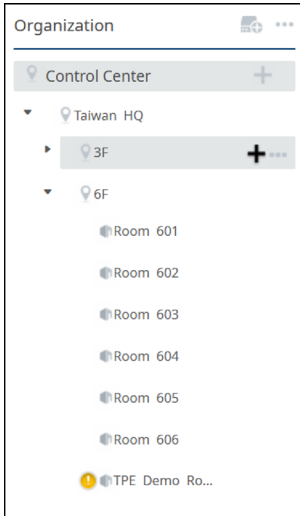 Organization
Control Center
Taiwan HQ
3F
6F
Room 601
Room 602
Room 603
Room 604
Room 605
Room 606
TPE Demo Ro...